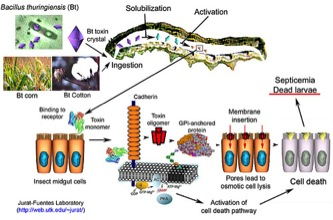 Bacillus thuringiensis (Bt)
Solubilization
Activation
Bt toxin
crystal
Ingestion
Bt corn
Bt Cotton
Septicemia
Dead larvae
Binding to
receptor
Toxin
monomer
Cadherin
Toxin
oligomer
GPI-anchored
protein
Membrane
insertion
Insect midgut cells
PKA
Pores lead to
osmotic cell lysis
Cell death
Activation of
cell death pathway
Jurat-Fuentes Laboratory
(http://web.utk.edu/~jurat/)